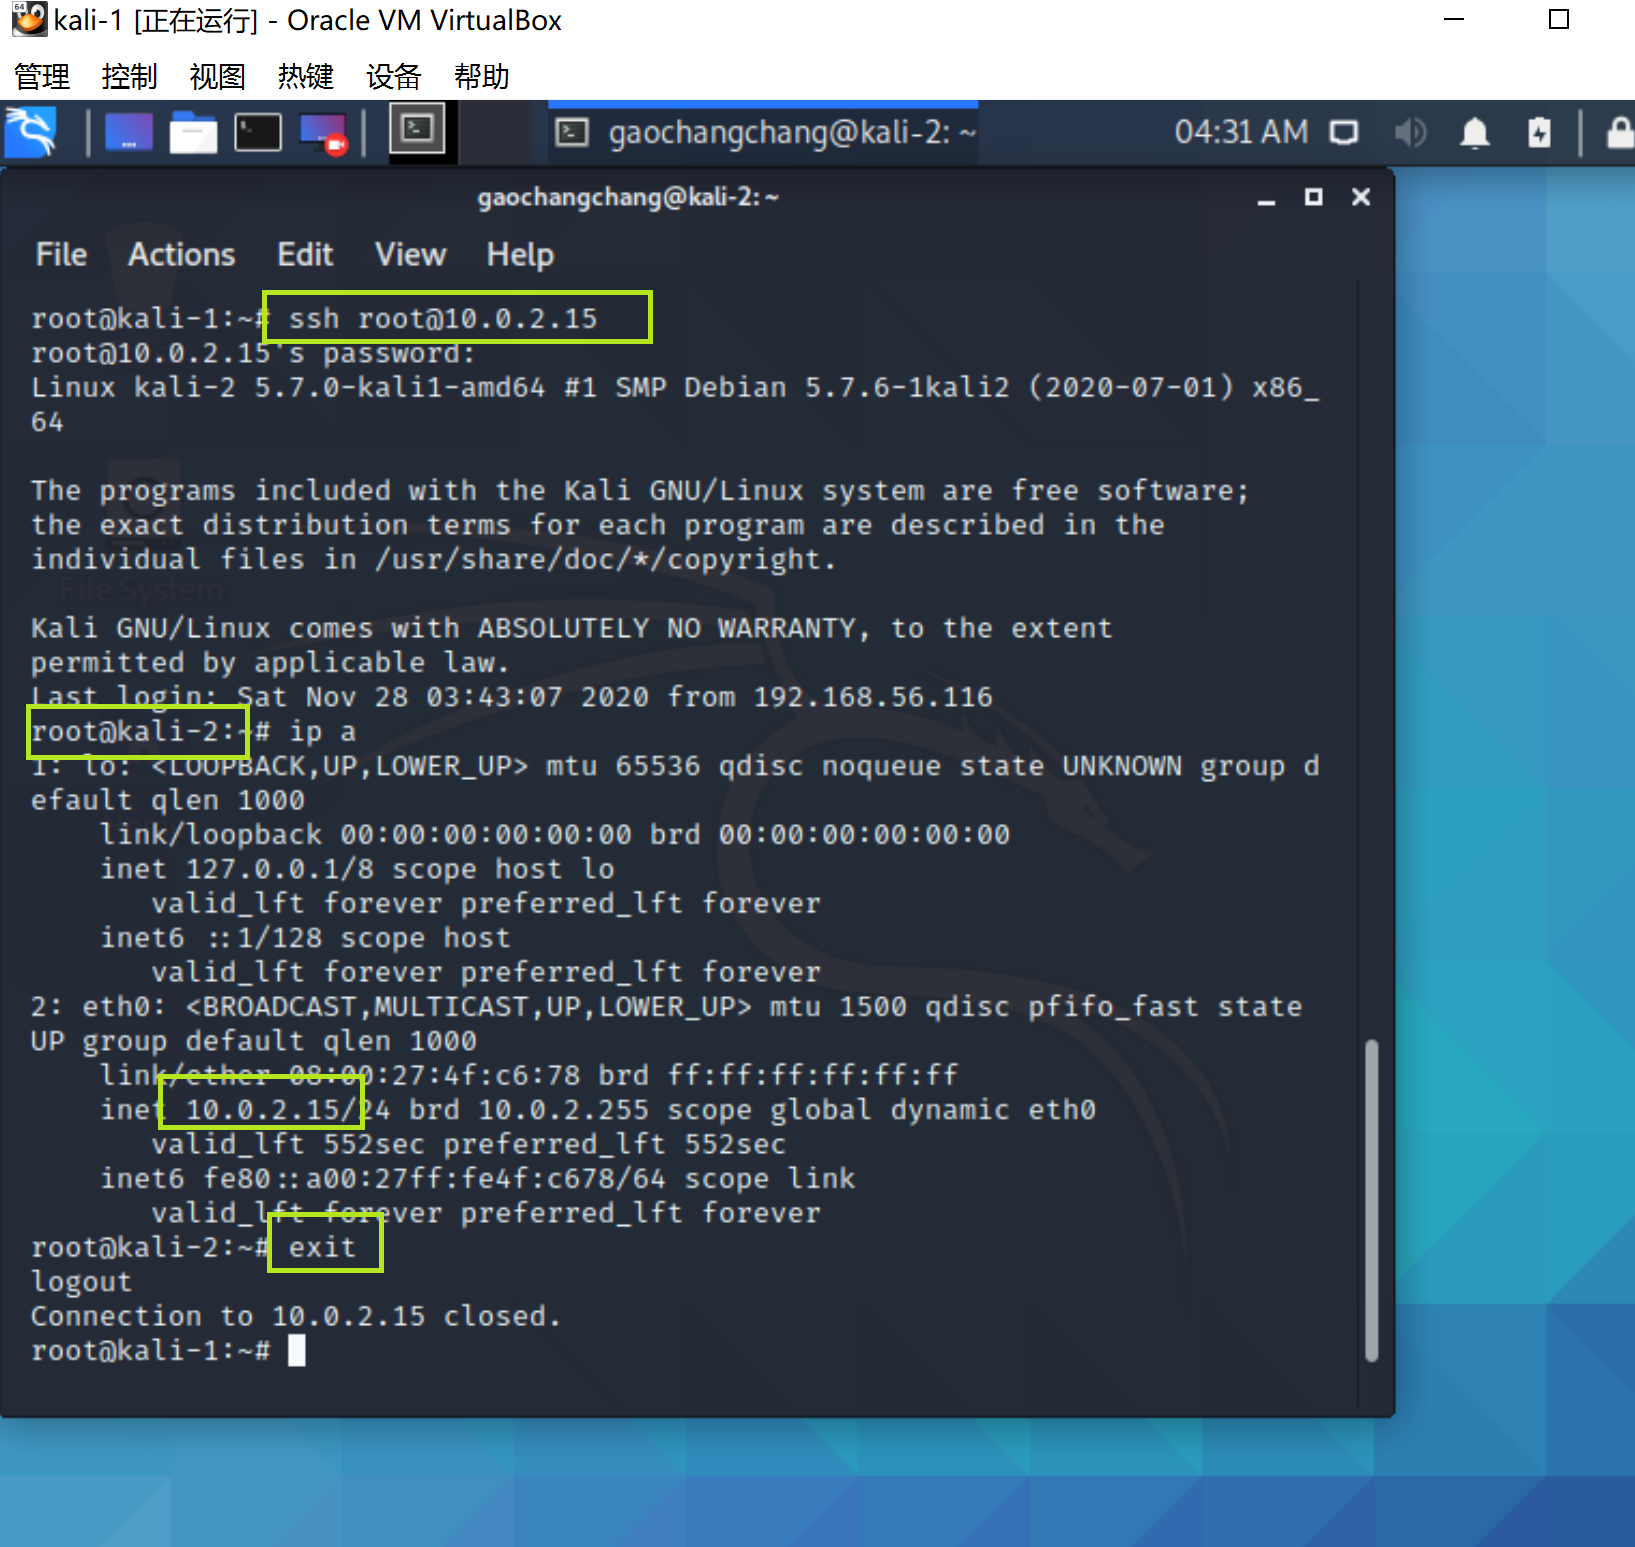 kali-1 [正在运行] - Oracle VM VirtualBox
管理 控制 视图 热键 设备 帮助
gaochangchang@kali-2: ~ 04:31 AM
gaochangchang@kali-2: ~
File Actions Edit View Help
root@kali-1:~# ssh root@10.0.2.15
root@10.0.2.15's password:
Linux kali-2 5.7.0-kali1-amd64 #1 SMP Debian 5.7.6-1kali2 (2020-07-01) x86_
64
The programs included with the Kali GNU/Linux system are free software;
the exact distribution terms for each program are described in the
individual files in /usr/share/doc/*/copyright.
File System
Kali GNU/Linux comes with ABSOLUTELY NO WARRANTY, to the extent
permitted by applicable law.
Last login: Sat Nov 28 03:43:07 2020 from 192.168.56.116
root@kali-2:~# ip a
1: lo: <LOOPBACK,UP,LOWER_UP> mtu 65536 qdisc noqueue state UNKNOWN group d
efault qlen 1000
link/loopback 00:00:00:00:00:00 brd 00:00:00:00:00:00
inet 127.0.0.1/8 scope host lo
valid_lft forever preferred_lft forever
inet6 ::1/128 scope host
valid_lft forever preferred_lft forever
2: eth0: <BROADCAST,MULTICAST,UP,LOWER_UP> mtu 1500 qdisc pfifo_fast state
UP group default qlen 1000
link/ether 08:00:27:4f:c6:78 brd ff:ff:ff:ff:ff:ff
inet 10.0.2.15/24 brd 10.0.2.255 scope global dynamic eth0
valid_lft 552sec preferred_lft 552sec
inet6 fe80::a00:27ff:fe4f:c678/64 scope link
valid_lft forever preferred_lft forever
root@kali-2:~# exit
logout
Connection to 10.0.2.15 closed.
root@kali-1:~#